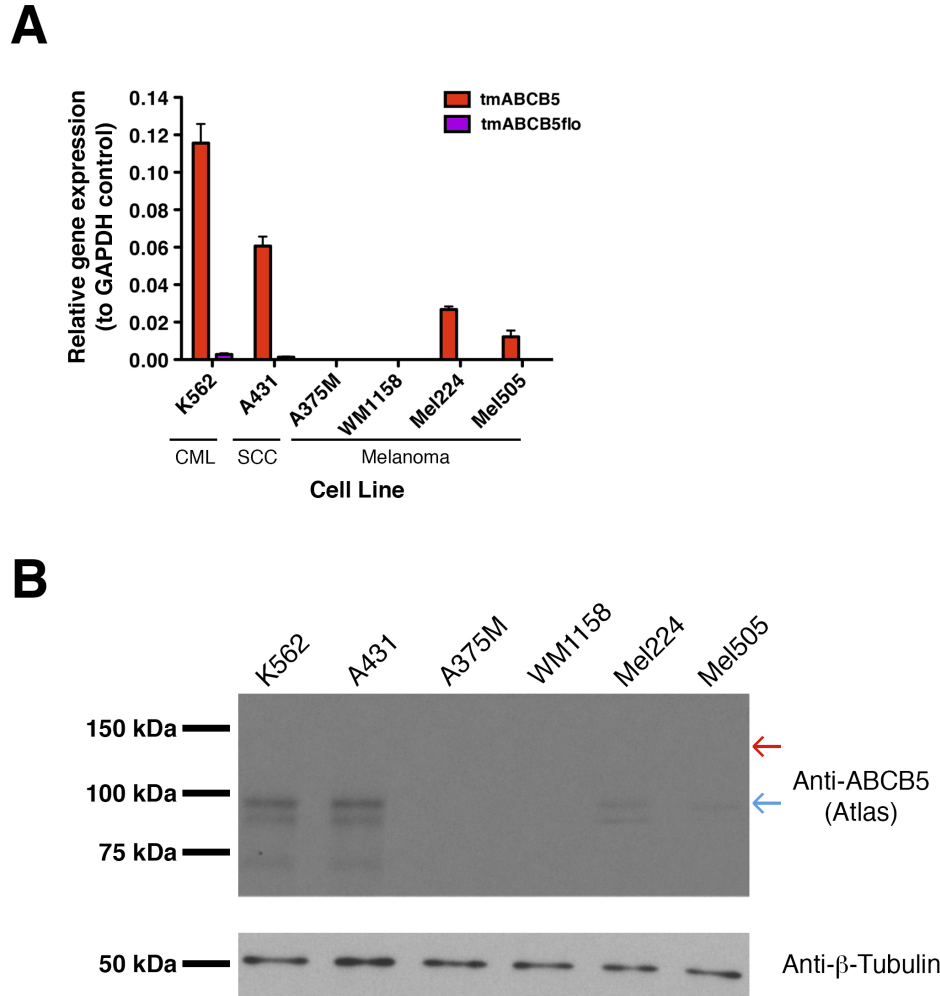 A
Relative gene expression
(to GAPDH control)
tmABCB5
tmABCB5flo
0.14
0.12
0.10
0.08
0.06
0.04
0.02
0.00
K562
A431
A375M
WM1158
Mel224
Mel505
CML
SCC
Melanoma
Cell Line
B
K562
A431
A375M
WM1158
Mel224
Mel505
150 kDa
100 kDa
75 kDa
Anti-ABCB5
(Atlas)
50 kDa
Anti-β-Tubulin